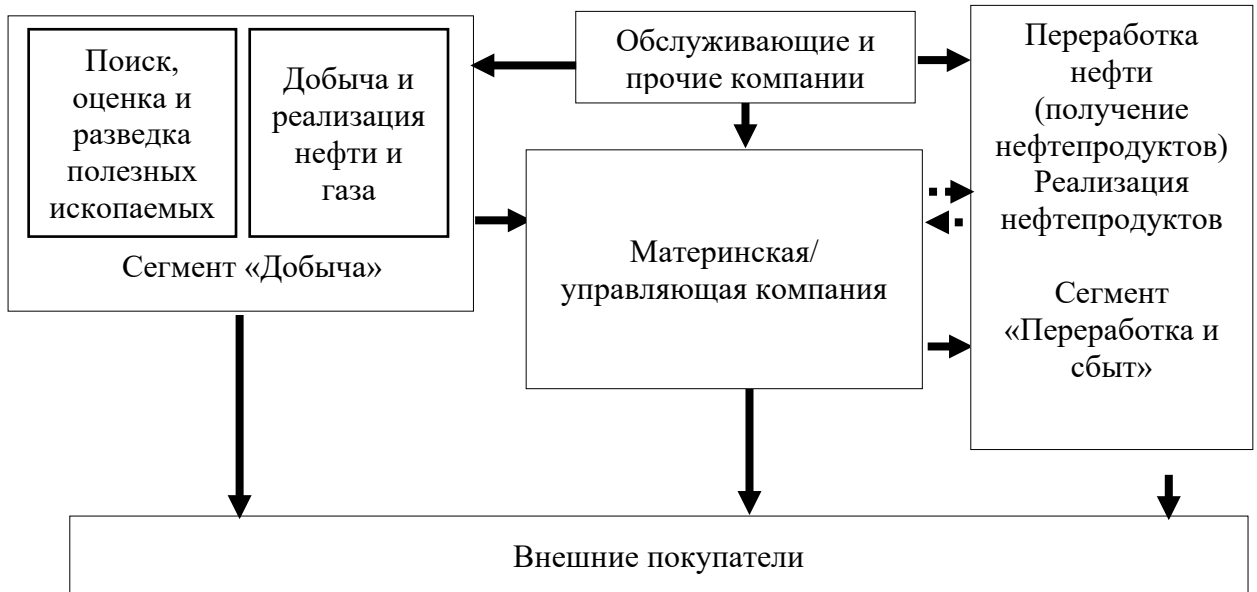 Поиск,
оценка и
разведка
полезных
ископаемых
Добыча и
реализация
нефти и
газа
Сегмент «Добыча»
Обслуживающие и
прочие компании
Материнская/
управляющая компания
Переработка
нефти
(получение
нефтепродуктов)
Реализация
нефтепродуктов
Сегмент
«Переработка и
сбыт»
Внешние покупатели